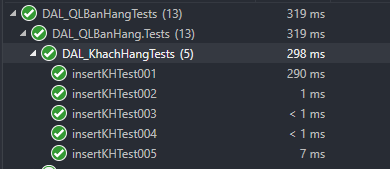 DAL_QLBanHangTests (13) 319 ms
DAL_QLBanHang.Tests (13) 319 ms
DAL_KhachHangTests (5) 298 ms
insertKHTest001 290 ms
insertKHTest002 1 ms
insertKHTest003 < 1 ms
insertKHTest004 < 1 ms
insertKHTest005 7 ms